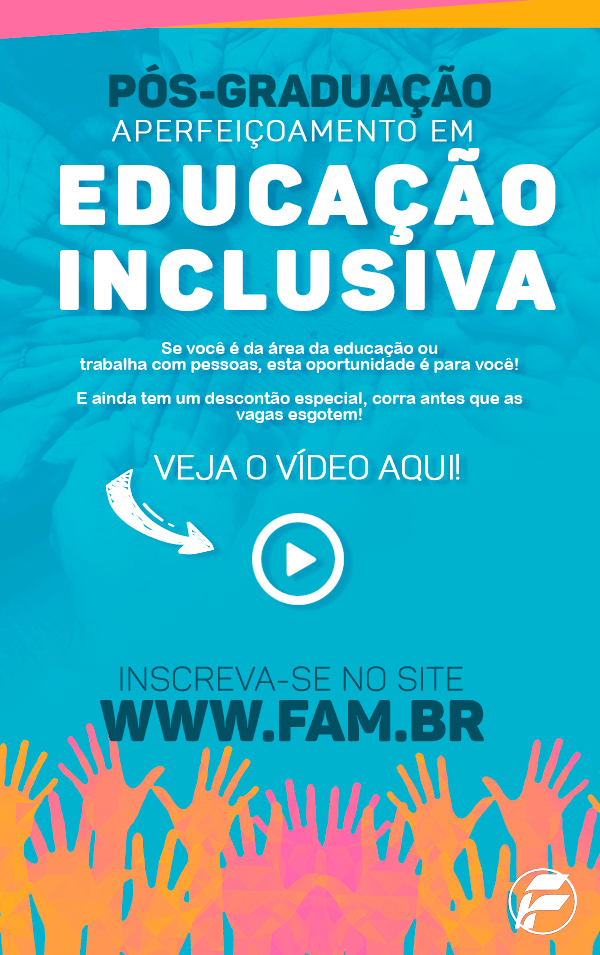 PÓS-GRADUAÇÃO
APERFEIÇOAMENTO EM
EDUCAÇÃO
INCLUSIVA
Se você é da área da educação ou
trabalha com pessoas, esta oportunidade é para você!
E ainda tem um descontão especial, corra antes que as
vagas esgotem!
VEJA O VÍDEO AQUI!
INSCREVA-SE NO SITE
WWW.FAM.BR